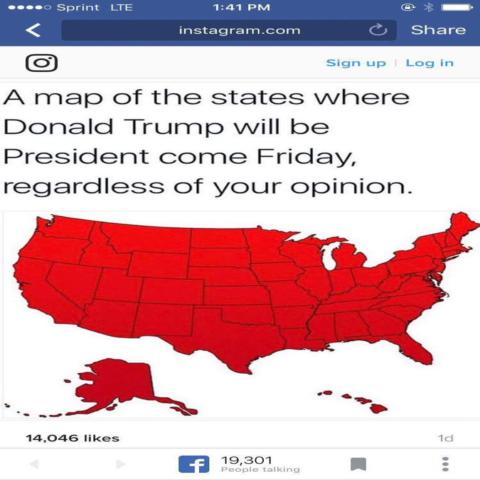 Sprint LTE 1:41 PM
instagram.com Share
Sign up | Log in
A map of the states where
Donald Trump will be
President come Friday,
regardless of your opinion.
14,046 likes 1d
19,301
People talking